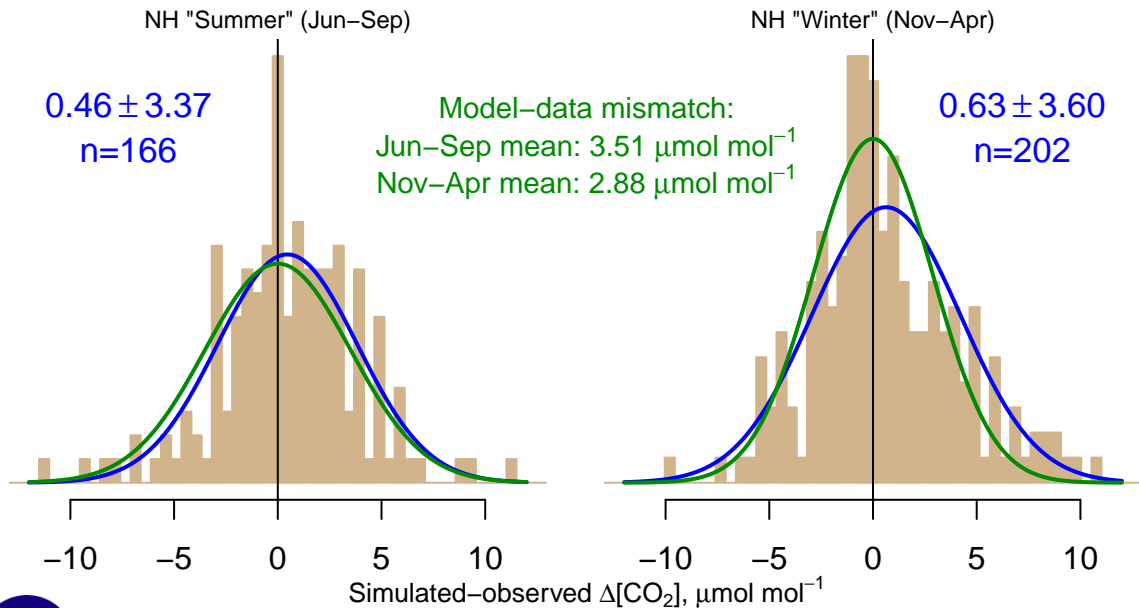 NH "Summer" (Jun−Sep)
0.46 ± 3.37
n=166
Model−data mismatch:
Jun−Sep mean: 3.51 μmol mol⁻¹
Nov−Apr mean: 2.88 μmol mol⁻¹
NH "Winter" (Nov−Apr)
0.63 ± 3.60
n=202
−10 −5 0 5 10
−10 −5 0 5 10
Simulated−observed Δ[CO₂], μmol mol⁻¹